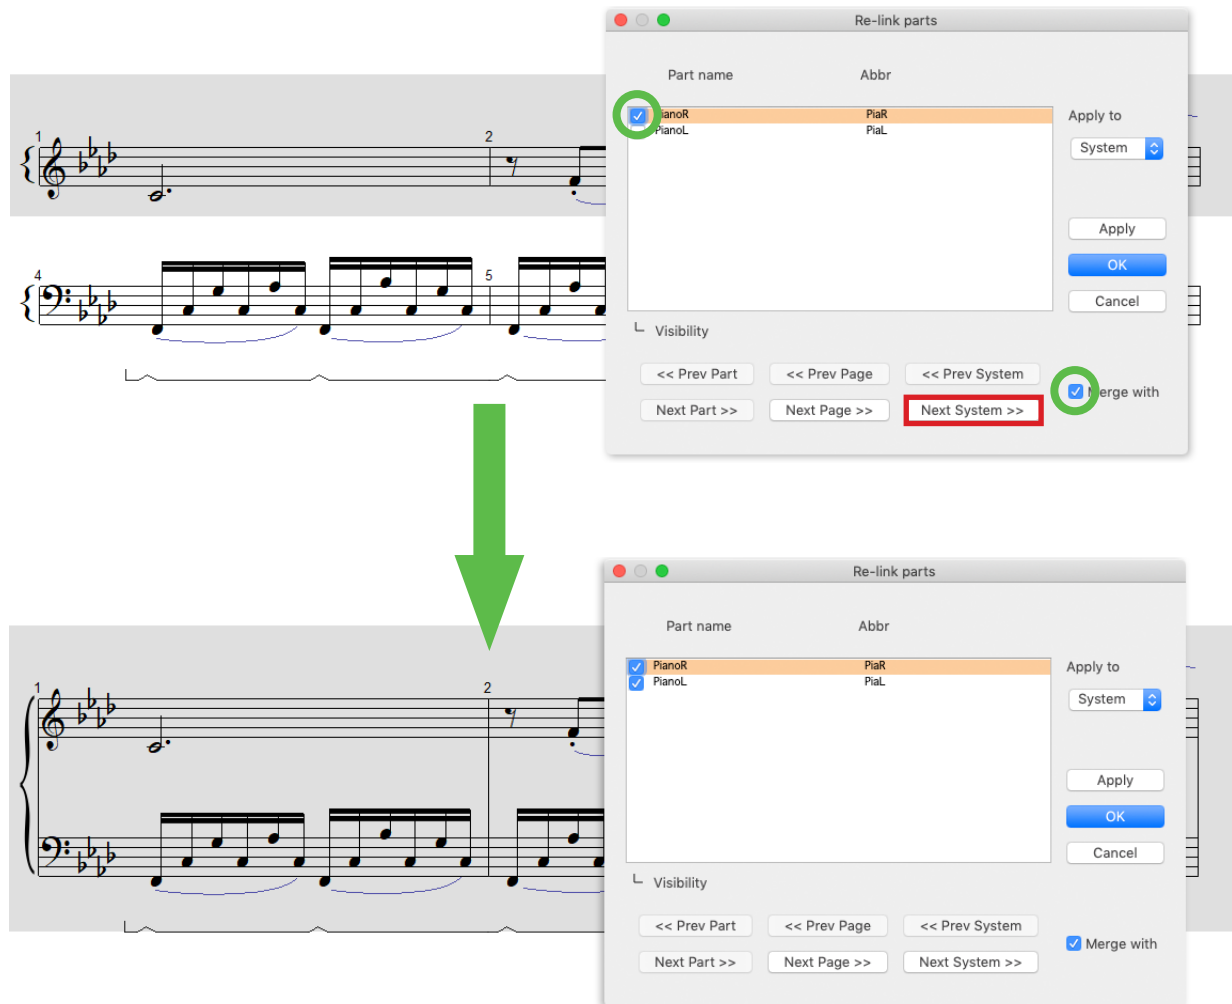 Re-link parts
Part name Abbr
PianoR PiaR
PianoL PiaL
Apply to
System
Apply
OK
Cancel
Visibility
<< Prev Part << Prev Page << Prev System
Next Part >> Next Page >> Next System >>
Merge with
1 2
4 5
Re-link parts
Part name Abbr
PianoR PiaR
PianoL PiaL
Apply to
System
Apply
OK
Cancel
Visibility
<< Prev Part << Prev Page << Prev System
Next Part >> Next Page >> Next System >>
Merge with
1 2